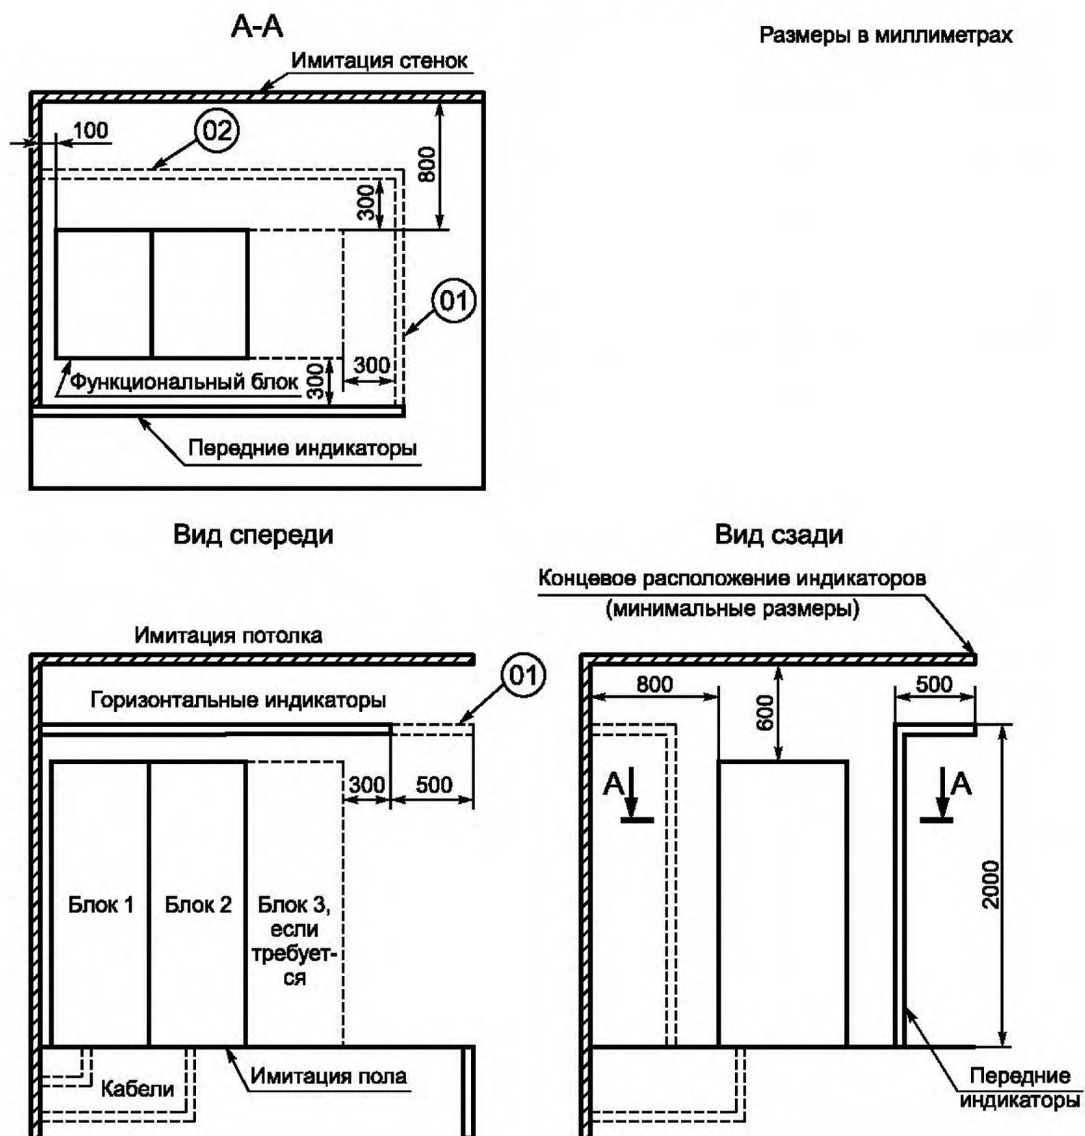 А-А
Размеры в миллиметрах
Имитация стенок
100
02
800
300
01
Функциональный блок
300
300
Передние индикаторы
Вид спереди
Вид сзади
Концевое расположение индикаторов
(минимальные размеры)
Имитация потолка
01
Горизонтальные индикаторы
800
600
500
300
500
А
А
Блок 1
Блок 2
Блок 3,
если
требует-
ся
2000
Кабели
Имитация пола
Передние
индикаторы